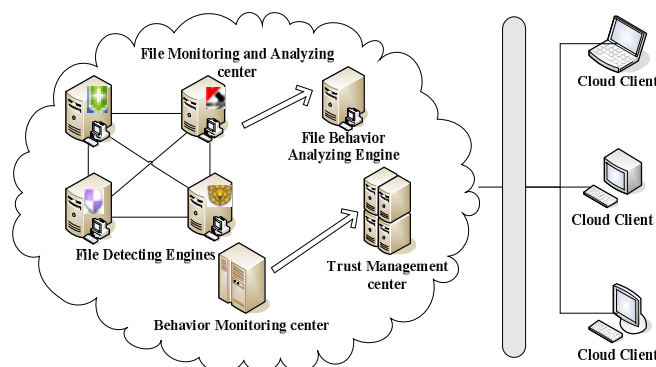 File Monitoring and Analyzing
center
Cloud Client
File Behavior
Analyzing Engine
Cloud Client
File Detecting Engines
Trust Management
center
Behavior Monitoring center
Cloud Client